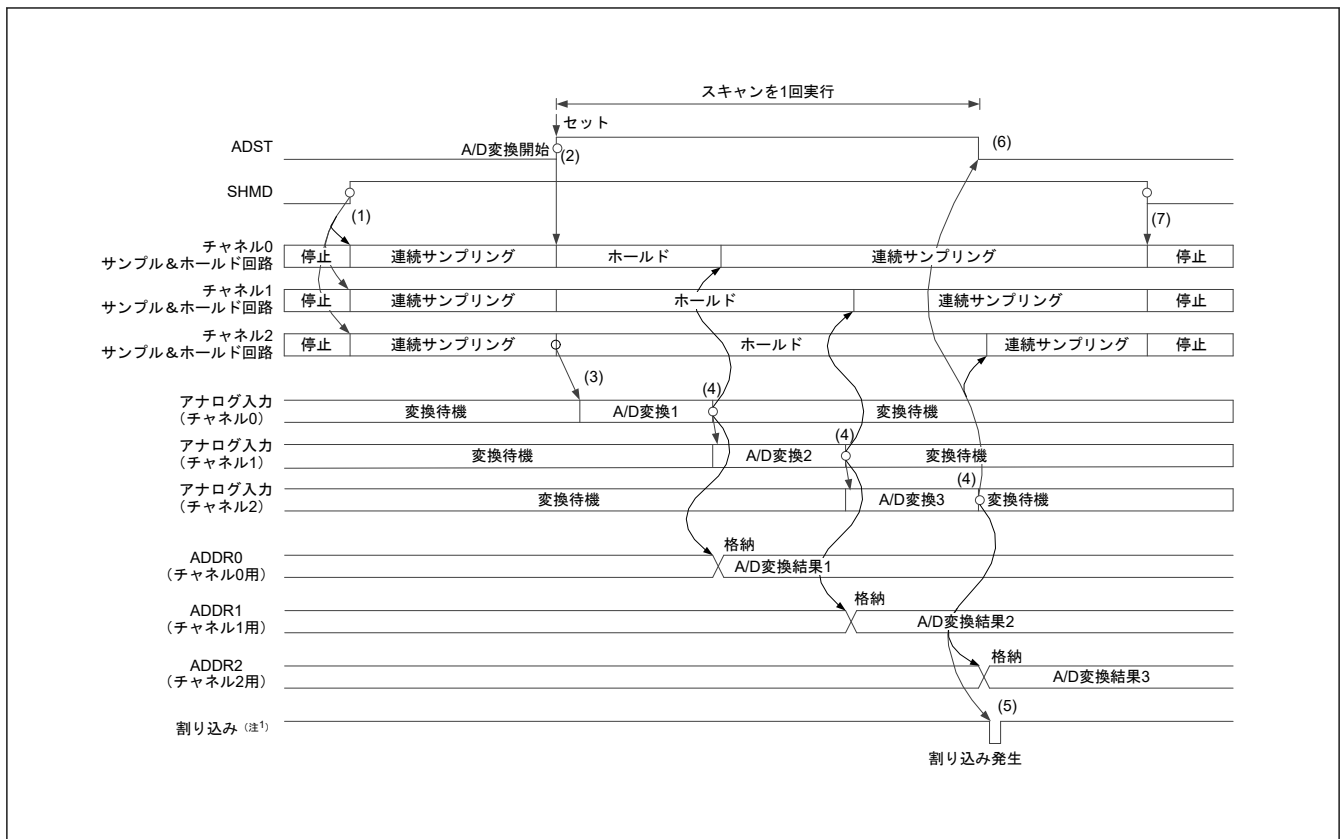 スキャンを1回実行
セット
ADST
A/D変換開始
(2)
(6)
SHMD
(1)
(7)
チャネル0
サンプル&ホールド回路
停止
連続サンプリング
ホールド
連続サンプリング
停止
チャネル1
サンプル&ホールド回路
停止
連続サンプリング
ホールド
連続サンプリング
停止
チャネル2
サンプル&ホールド回路
停止
連続サンプリング
ホールド
連続サンプリング
停止
(3)
(4)
アナログ入力
(チャネル0)
変換待機
A/D変換1
変換待機
(4)
アナログ入力
(チャネル1)
変換待機
A/D変換2
変換待機
(4)
アナログ入力
(チャネル2)
変換待機
A/D変換3
変換待機
ADDR0
(チャネル0用)
格納
A/D変換結果1
ADDR1
(チャネル1用)
格納
A/D変換結果2
ADDR2
(チャネル2用)
格納
A/D変換結果3
割り込み(注1)
(5)
割り込み発生